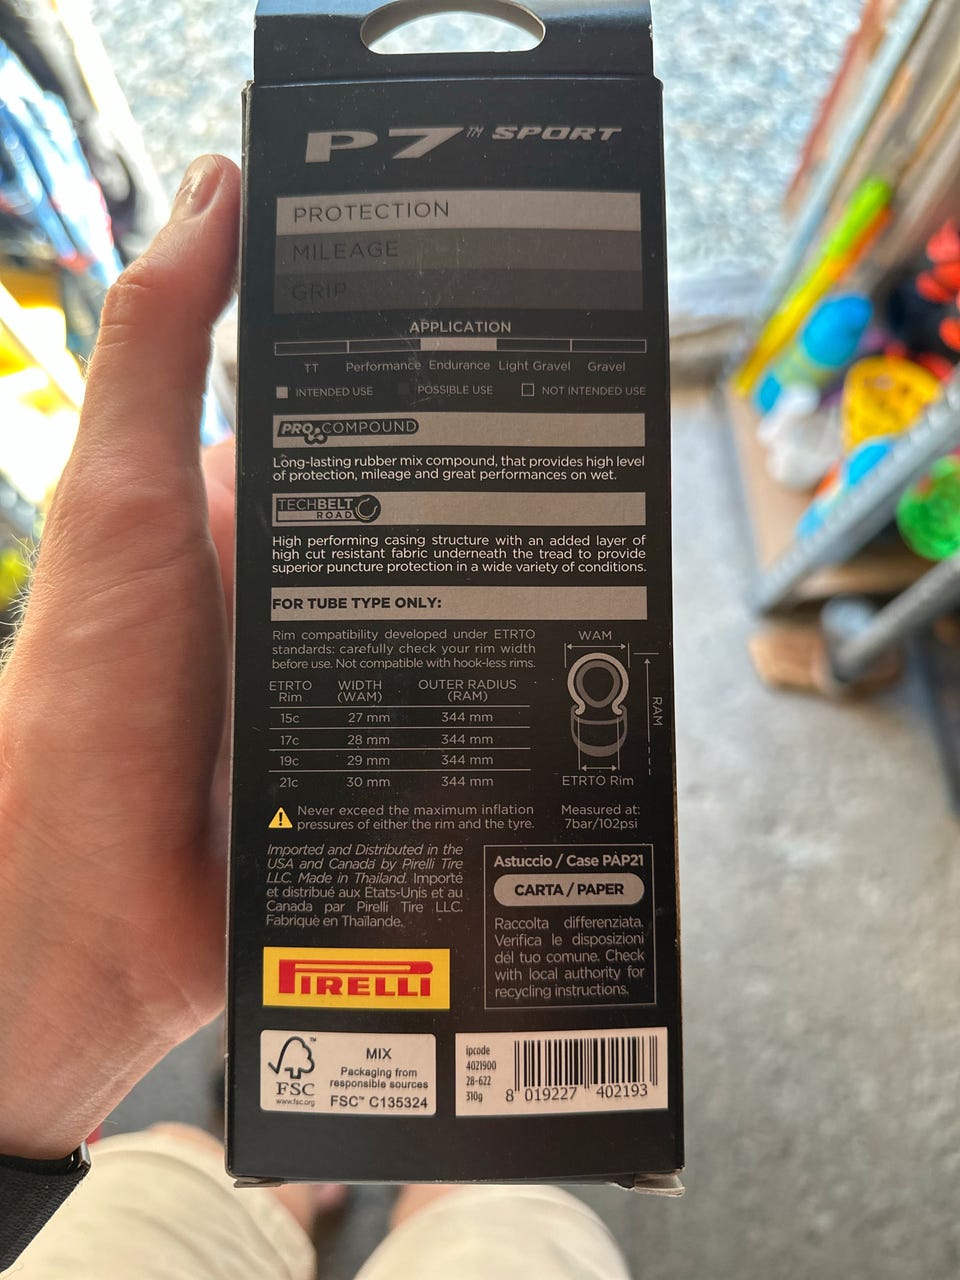 P7™ SPORT
PROTECTION
MILEAGE
GRIP
APPLICATION
TT Performance Endurance Light Gravel Gravel
INTENDED USE POSSIBLE USE NOT INTENDED USE
PRO COMPOUND
Long-lasting rubber mix compound, that provides high level
of protection, mileage and great performances on wet.
TECHBELT
ROAD
High performing casing structure with an added layer of
high cut resistant fabric underneath the tread to provide
superior puncture protection in a wide variety of conditions.
FOR TUBE TYPE ONLY:
Rim compatibility developed under ETRTO
standards: carefully check your rim width
before use. Not compatible with hook-less rims.
ETRTO Rim WIDTH (WAM) OUTER RADIUS (RAM)
15c 27 mm 344 mm
17c 28 mm 344 mm
19c 29 mm 344 mm
21c 30 mm 344 mm
WAM
RAM
ETRTO Rim
Never exceed the maximum inflation
pressures of either the rim and the tyre.
Measured at:
7bar/102psi
Imported and Distributed in the
USA and Canada by Pirelli Tire
LLC. Made in Thailand. Importé
et distribué aux États-Unis et au
Canada par Pirelli Tire LLC.
Fabriquè en Thaïlande.
Astuccio / Case PAP21
CARTA / PAPER
Raccolta differenziata.
Verifica le disposizioni
dél tuo comune. Check
with local authority for
recycling instructions.
PIRELLI
FSC
www.fsc.org
MIX
Packaging from
responsible sources
FSC™ C135324
ipcode
4021900
28-622
310g
8 019227 402193